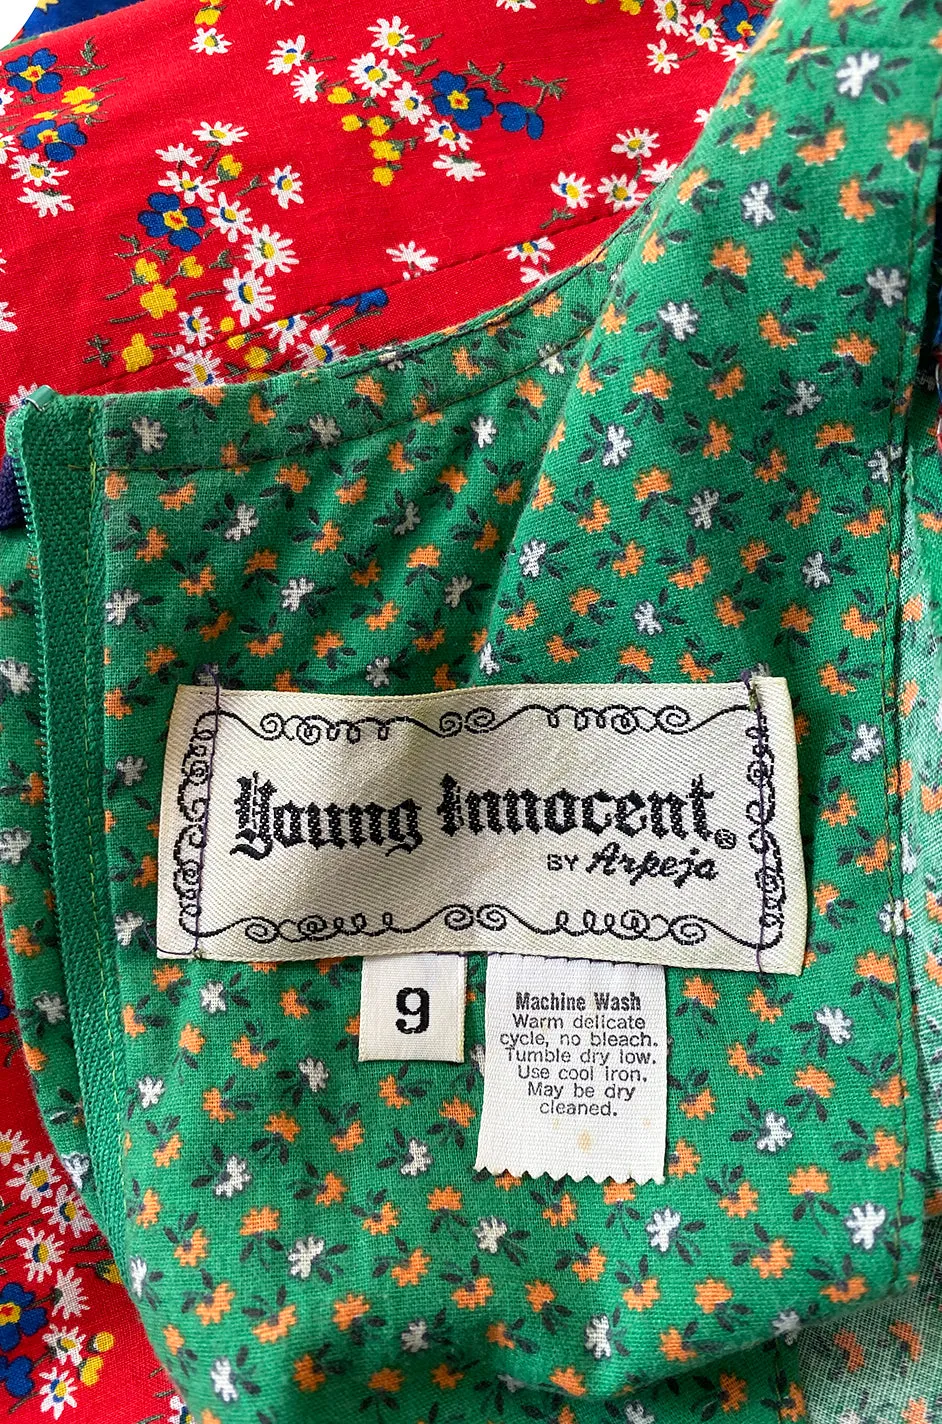 Young Innocent®
BY Arpeja
9
Machine Wash
Warm delicate
cycle, no bleach.
Tumble dry low.
Use cool iron.
May be dry
cleaned.